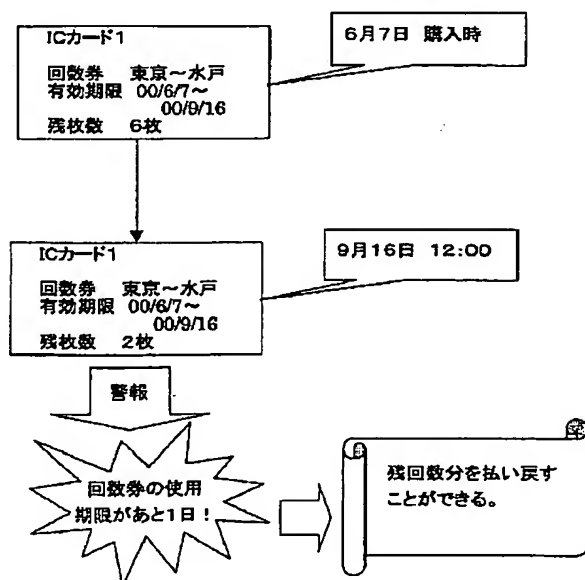 ICカード1
6月7日 購入時
回数券 東京~水戸
有効期限 00/6/7~
00/9/16
残枚数 6枚
ICカード1
9月16日 12:00
回数券 東京~水戸
有効期限 00/6/7~
00/9/16
残枚数 2枚
警報
回数券の使用
期限があと1日!
残回数分を払い戻す
ことができる。